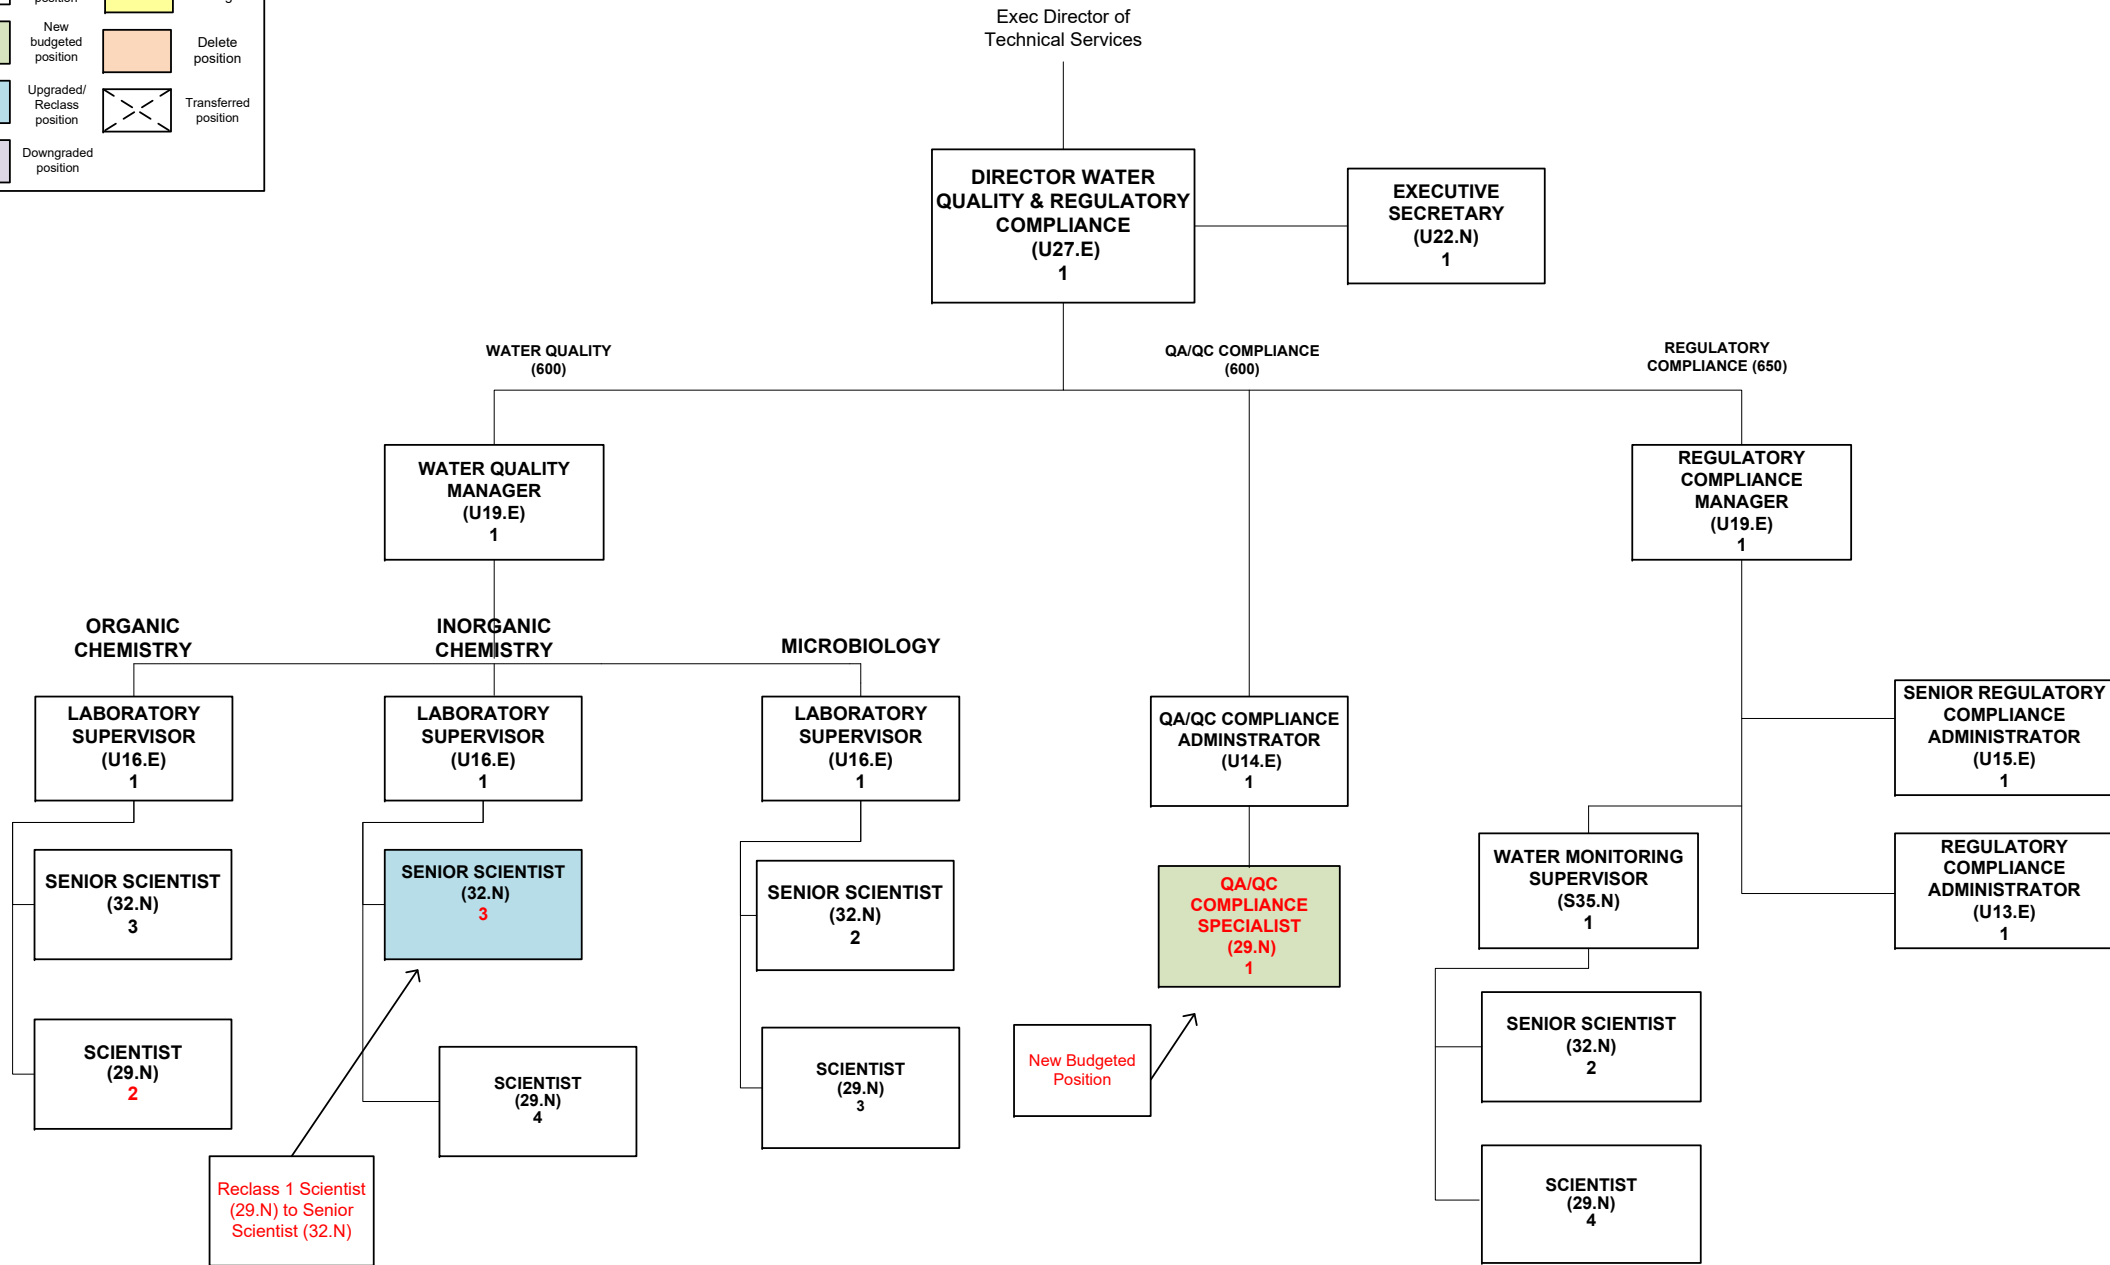 position
New
budgeted
position
Delete
position
Upgraded/
Reclass
position
Transferred
position
Downgraded
position
Exec Director of
Technical Services
DIRECTOR WATER
QUALITY & REGULATORY
COMPLIANCE
(U27.E)
1
EXECUTIVE
SECRETARY
(U22.N)
1
WATER QUALITY
(600)
QA/QC COMPLIANCE
(600)
REGULATORY
COMPLIANCE (650)
WATER QUALITY
MANAGER
(U19.E)
1
REGULATORY
COMPLIANCE
MANAGER
(U19.E)
1
ORGANIC
CHEMISTRY
INORGANIC
CHEMISTRY
MICROBIOLOGY
LABORATORY
SUPERVISOR
(U16.E)
1
LABORATORY
SUPERVISOR
(U16.E)
1
LABORATORY
SUPERVISOR
(U16.E)
1
QA/QC COMPLIANCE
ADMINSTRATOR
(U14.E)
1
SENIOR REGULATORY
COMPLIANCE
ADMINISTRATOR
(U15.E)
1
SENIOR SCIENTIST
(32.N)
3
SENIOR SCIENTIST
(32.N)
3
SENIOR SCIENTIST
(32.N)
2
QA/QC
COMPLIANCE
SPECIALIST
(29.N)
1
WATER MONITORING
SUPERVISOR
(S35.N)
1
REGULATORY
COMPLIANCE
ADMINISTRATOR
(U13.E)
1
SCIENTIST
(29.N)
2
SCIENTIST
(29.N)
4
SCIENTIST
(29.N)
3
New Budgeted
Position
SENIOR SCIENTIST
(32.N)
2
SCIENTIST
(29.N)
4
Reclass 1 Scientist
(29.N) to Senior
Scientist (32.N)